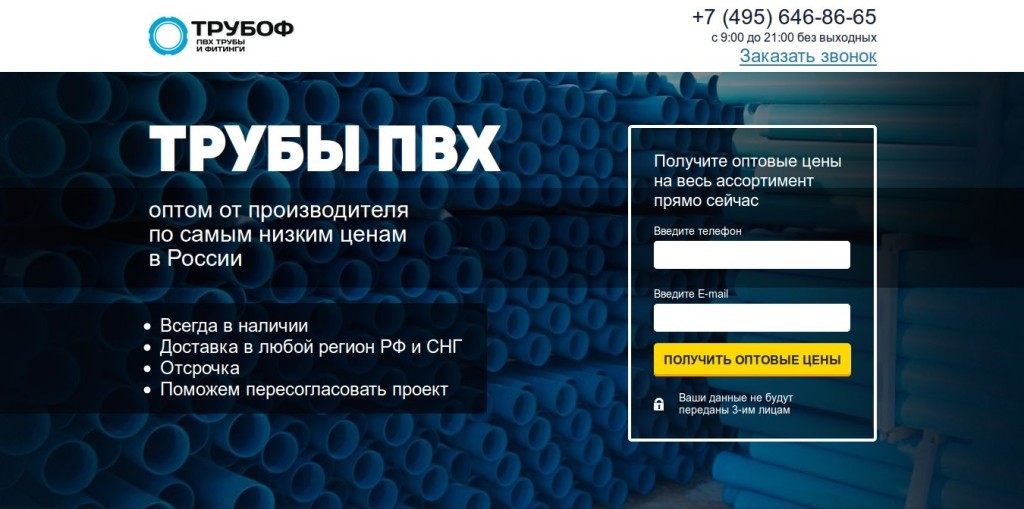 ТРУБОФ
ПВХ ТРУБЫ
И ФИТИНГИ
+7 (495) 646-86-65
с 9:00 до 21:00 без выходных
Заказать звонок
ТРУБЫ ПВХ
оптом от производителя
по самым низким ценам
в России
Всегда в наличии
Доставка в любой регион РФ и СНГ
Отсрочка
Поможем пересогласовать проект
Получите оптовые цены
на весь ассортимент
прямо сейчас
Введите телефон
Введите E-mail
ПОЛУЧИТЬ ОПТОВЫЕ ЦЕНЫ
Ваши данные не будут
переданы 3-им лицам